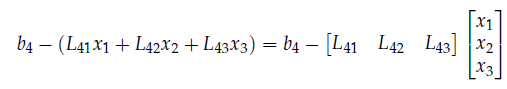 b₄ − (L₄₁x₁ + L₄₂x₂ + L₄₃x₃) = b₄ − [L₄₁ L₄₂ L₄₃] [x₁ x₂ x₃]